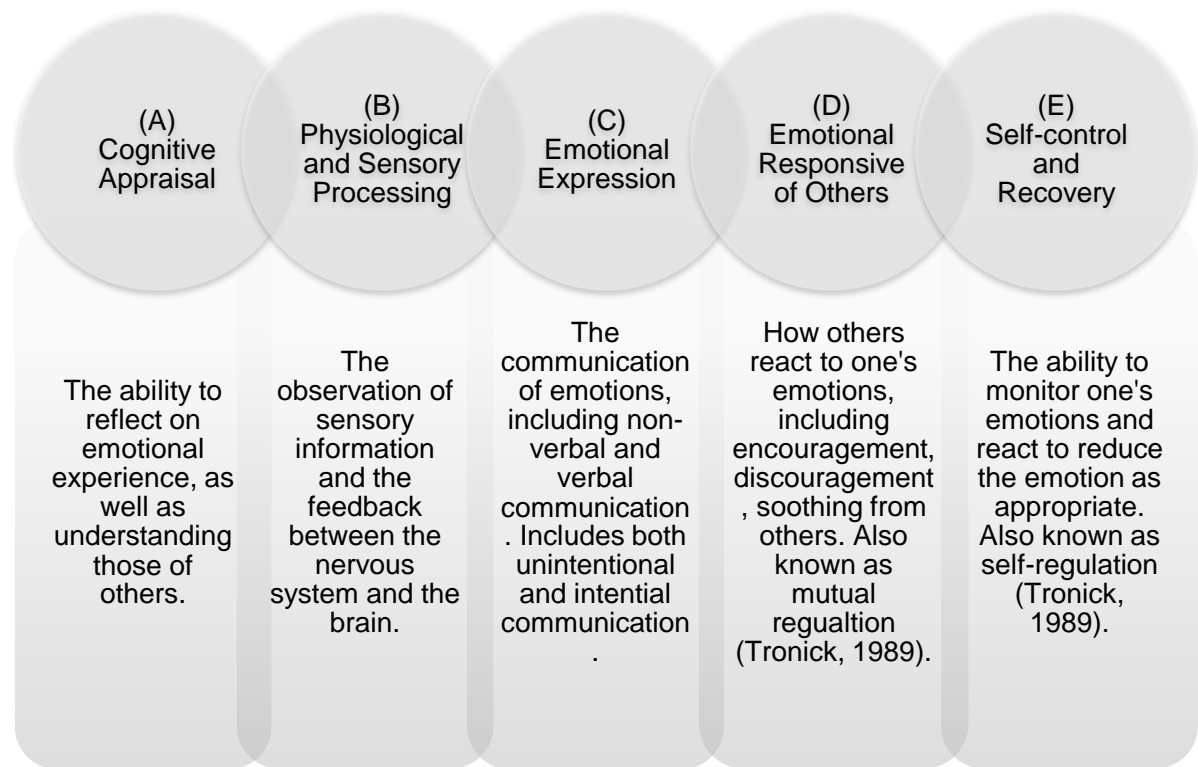 (A)
Cognitive
Appraisal
The ability to
reflect on
emotional
experience, as
well as
understanding
those of
others.
(B)
Physiological
and Sensory
Processing
The
observation of
sensory
information
and the
feedback
between the
nervous
system and the
brain.
(C)
Emotional
Expression
The
communication
of emotions,
including non-
verbal and
verbal
communication
. Includes both
unintentional
and intential
communication
.
(D)
Emotional
Responsive
of Others
How others
react to one's
emotions,
including
encouragement,
discouragement
, soothing from
others. Also
known as
mutual
regualtion
(Tronick, 1989).
(E)
Self-control
and
Recovery
The ability to
monitor one's
emotions and
react to reduce
the emotion as
appropriate.
Also known as
self-regulation
(Tronick,
1989).